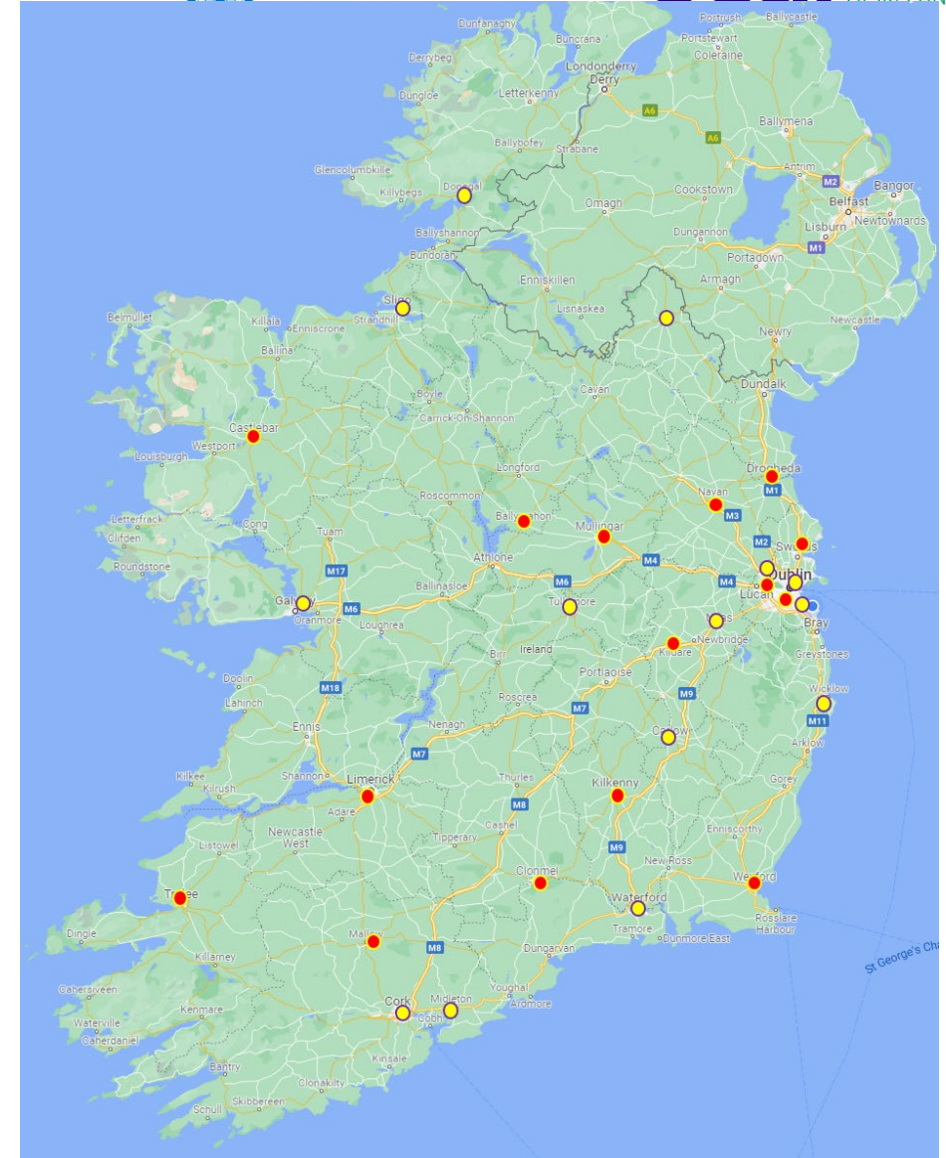 Portrush
Ballycastle
Dunfanaghy
Buncrana
Portstewart
Coleraine
Derrybeg
Londonderry
Derry
Dungloe
Letterkenny
A6
Ballymena
A6
Ballybofey
Strabane
Glencolumbkille
Antrim
M2
Killybegs
Donegal
Cookstown
Bangor
Omagh
Belfast
Newtownards
Ballyshannon
Dungannon
Lisburn
M1
Bundoran
Portadown
Enniskillen
Armagh
Sligo
Lisnaskea
Belmullet
Killala
Strandhill
Enniscrone
Newry
Newcastle
Ballina
Dundalk
Boyle
Cavan
Carrick-On-Shannon
Castlebar
Westport
Louisburgh
Longford
Drogheda
M1
Roscommon
Navan
Letterfrack
Ballymahon
M3
Clifden
Cong
Tuam
Mullingar
M2
Swords
Roundstone
Athlone
M4
M17
M6
M4
Dublin
Ballinasloe
Lucan
Galway
M6
Tullamore
Oranmore
Loughrea
Naas
Bray
Newbridge
Birr
Ireland
Kildare
Greystones
Doolin
Portlaoise
M18
M9
Wicklow
Lahinch
Roscrea
M7
M11
Ennis
Nenagh
Carlow
M7
Arklow
Kilkee
Shannon
Limerick
Thurles
Kilkenny
Gorey
Kilrush
M8
Adare
Cashel
Newcastle
West
Tipperary
Enniscorthy
Listowel
M9
Clonmel
New Ross
Wexford
Tralee
Waterford
Rosslare
Harbour
Dingle
Mallow
M8
Tramore
Dunmore East
Dungarvan
Killarney
St George's Cha
Cahersiveen
Youghal
Cork
Midleton
Ardmore
Kenmare
Cobh
Waterville
Caherdaniel
Kinsale
Bantry
Clonakilty
Skibbereen
Schull